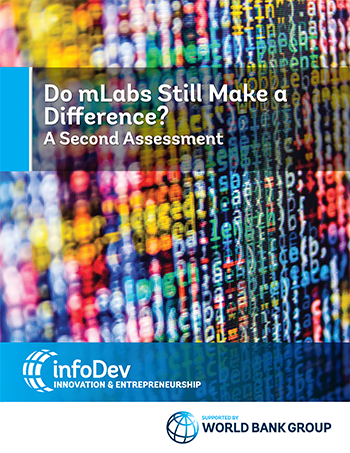 Do mLabs Still Make a
Difference?
A Second Assessment
infoDev
INNOVATION & ENTREPRENEURSHIP
SUPPORTED BY
WORLD BANK GROUP